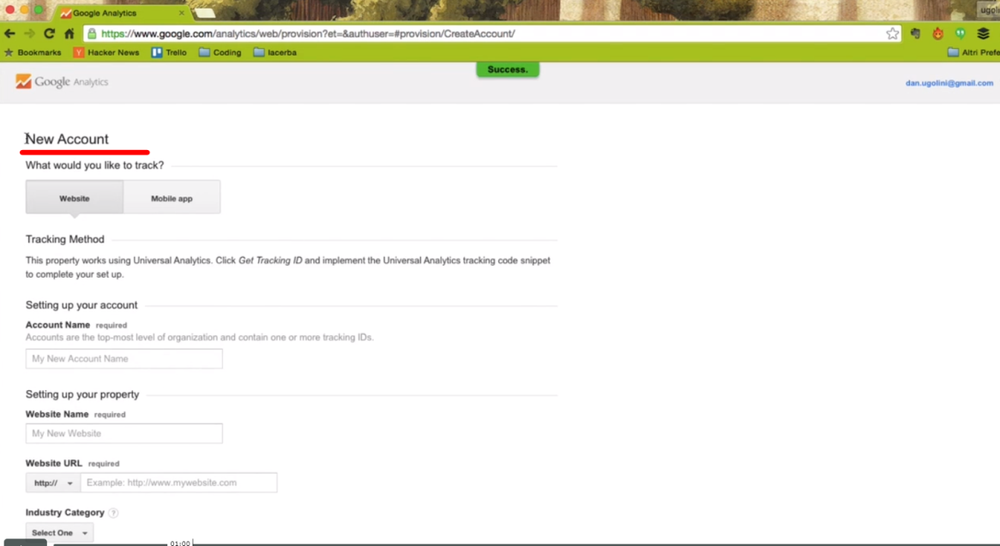 Google Analytics
ugoli
https://www.google.com/analytics/web/provision?et=&authuser=#provision/CreateAccount/
Bookmarks Hacker News Trello Coding lacerba Altri Prefe
Success.
Google Analytics
dan.ugolini@gmail.com
New Account
What would you like to track?
Website Mobile app
Tracking Method
This property works using Universal Analytics. Click Get Tracking ID and implement the Universal Analytics tracking code snippet
to complete your set up.
Setting up your account
Account Name required
Accounts are the top-most level of organization and contain one or more tracking IDs.
My New Account Name
Setting up your property
Website Name required
My New Website
Website URL required
http:// Example: http://www.mywebsite.com
Industry Category ?
Select One
01:00